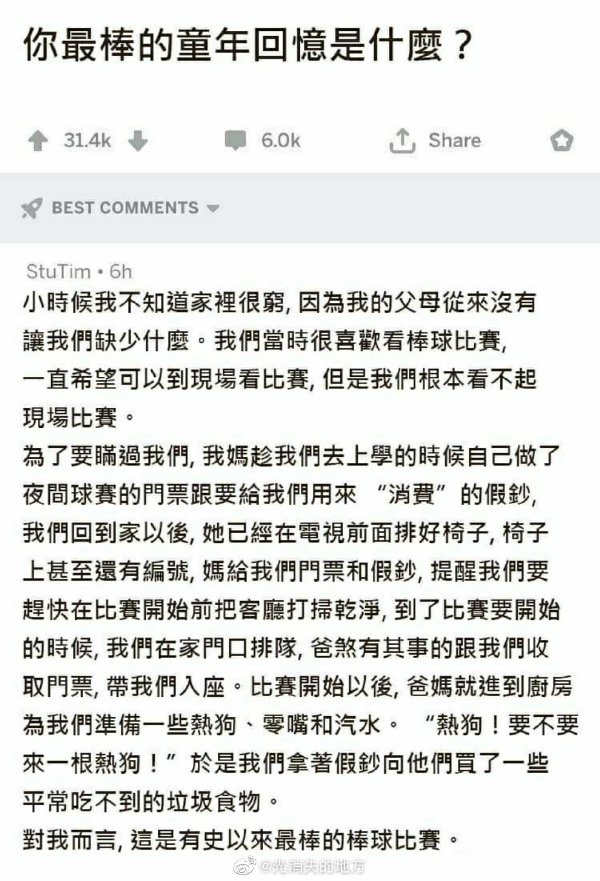 你最棒的童年回憶是什麼？
31.4k 6.0k Share
BEST COMMENTS
StuTim • 6h
小時候我不知道家裡很窮, 因為我的父母從來沒有
讓我們缺少什麼。我們當時很喜歡看棒球比賽,
一直希望可以到現場看比賽, 但是我們根本看不起
現場比賽。
為了要瞞過我們, 我媽趁我們去上學的時候自己做了
夜間球賽的門票跟要給我們用來 “消費” 的假鈔,
我們回到家以後, 她已經在電視前面排好椅子, 椅子
上甚至還有編號, 媽給我們門票和假鈔, 提醒我們要
趕快在比賽開始前把客廳打掃乾淨, 到了比賽要開始
的時候, 我們在家門口排隊, 爸煞有其事的跟我們收
取門票, 帶我們入座。比賽開始以後, 爸媽就進到廚房
為我們準備一些熱狗、零嘴和汽水。 “熱狗！要不要
來一根熱狗！” 於是我們拿著假鈔向他們買了一些
平常吃不到的垃圾食物。
對我而言, 這是有史以來最棒的棒球比賽。
@光消失的地方